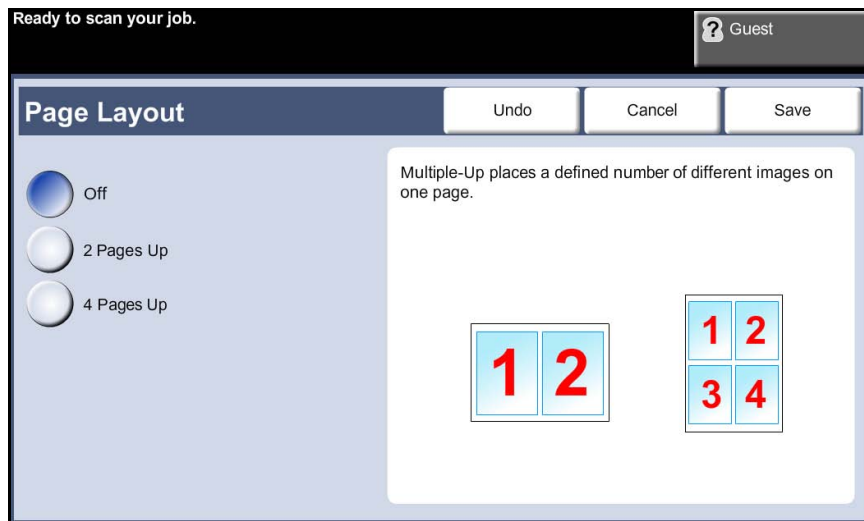 Ready to scan your job.
? Guest
Page Layout
Undo
Cancel
Save
Off
2 Pages Up
4 Pages Up
Multiple-Up places a defined number of different images on
one page.
1 2
1 2
3 4